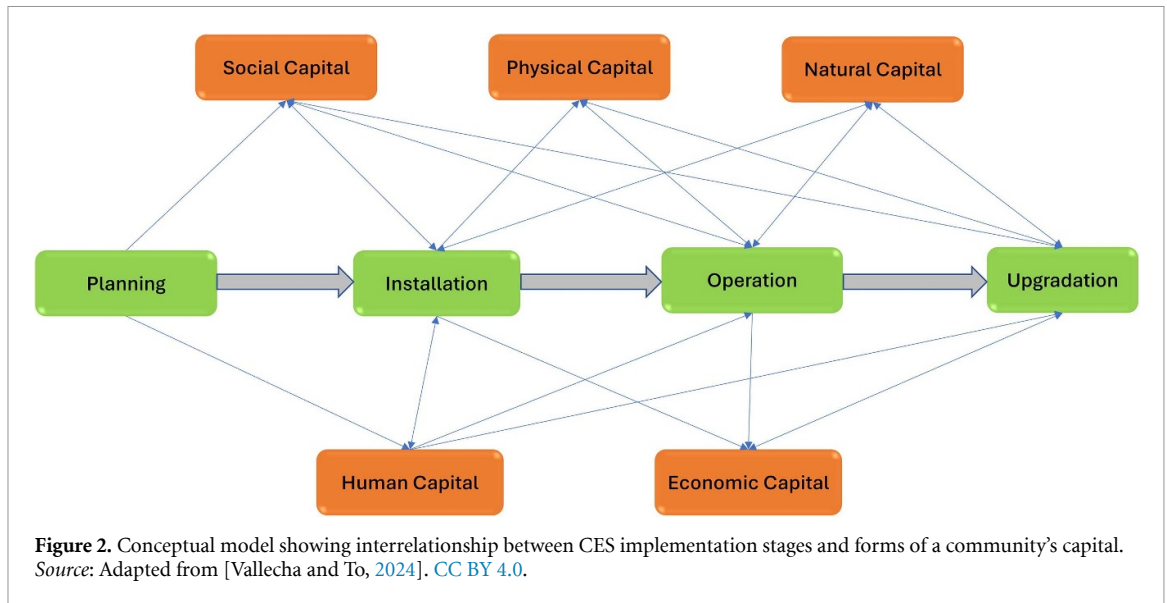 Social Capital
Physical Capital
Natural Capital
Planning
Installation
Operation
Upgradation
Human Capital
Economic Capital
Figure 2. Conceptual model showing interrelationship between CES implementation stages and forms of a community's capital.
Source: Adapted from [Vallecha and To, 2024]. CC BY 4.0.